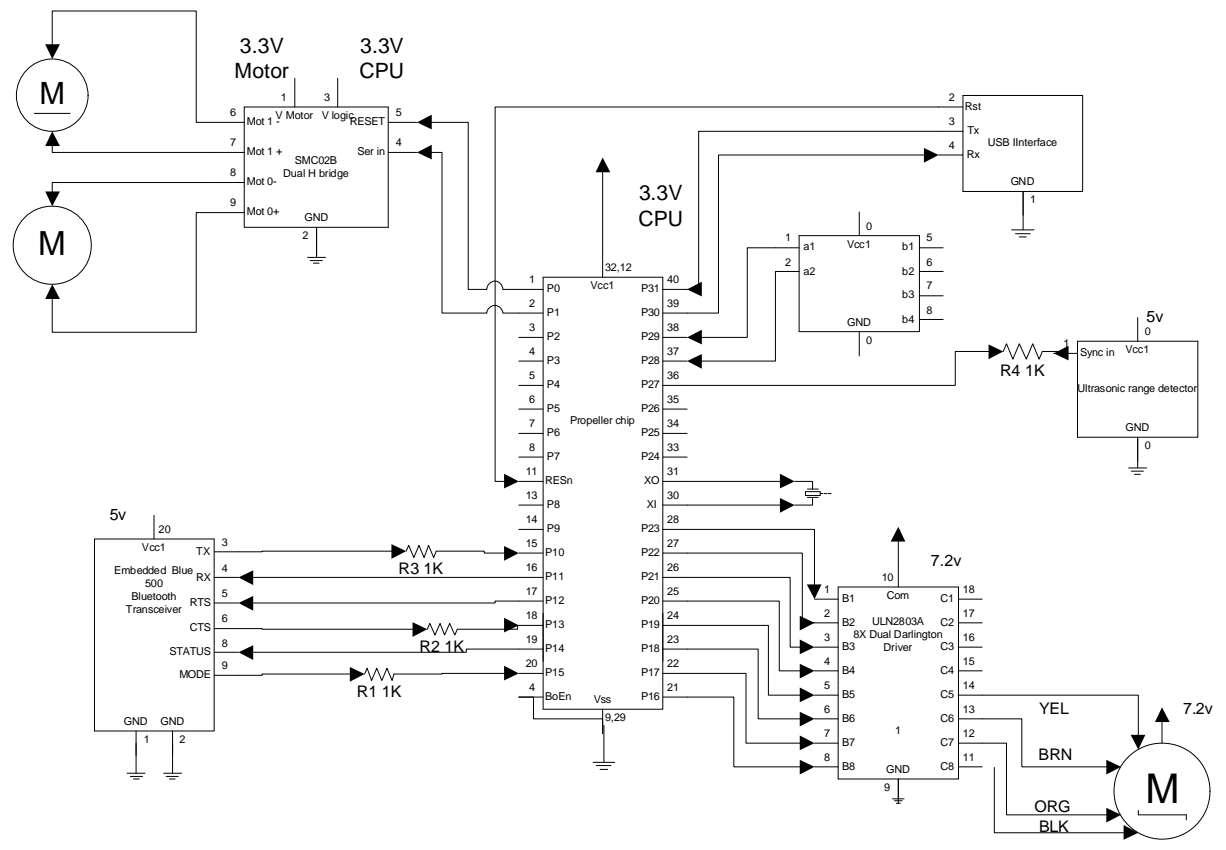 3.3V
Motor
3.3V
CPU
M
1
3
V Motor
V logic
6
Mot 1 -
RESET
5
7
Mot 1 +
Ser in
4
SMC02B
Dual H bridge
8
Mot 0-
9
Mot 0+
GND
2
M
2
Rst
3
Tx
4
Rx
USB IInterface
GND
1
3.3V
CPU
0
Vcc1
1
a1
2
a2
b1
5
b2
6
b3
7
b4
8
GND
0
5v
0
1
Sync in
Vcc1
R4 1K
Ultrasonic range detector
GND
0
32,12
Vcc1
Propeller chip
1
P0
2
P1
3
P2
4
P3
5
P4
6
P5
7
P6
8
P7
11
RESn
13
P8
14
P9
15
P10
16
P11
17
P12
18
P13
19
P14
20
P15
4
BoEn
Vss
9,29
P31
40
P30
39
P29
38
P28
37
P27
36
P26
35
P25
34
P24
33
XO
31
XI
30
P23
28
P22
27
P21
26
P20
25
P19
24
P18
23
P17
22
P16
21
5v
20
Vcc1
Embedded Blue
500
Bluetooth
Transceiver
TX
3
RX
4
RTS
5
CTS
6
STATUS
8
MODE
9
GND
GND
1
2
R3 1K
R2 1K
R1 1K
7.2v
10
Com
ULN2803A
8X Dual Darlington
Driver
1
1
B1
2
B2
3
B3
4
B4
5
B5
6
B6
7
B7
8
B8
C1
18
C2
17
C3
16
C4
15
C5
14
C6
13
C7
12
C8
11
GND
9
YEL
BRN
ORG
BLK
7.2v
M